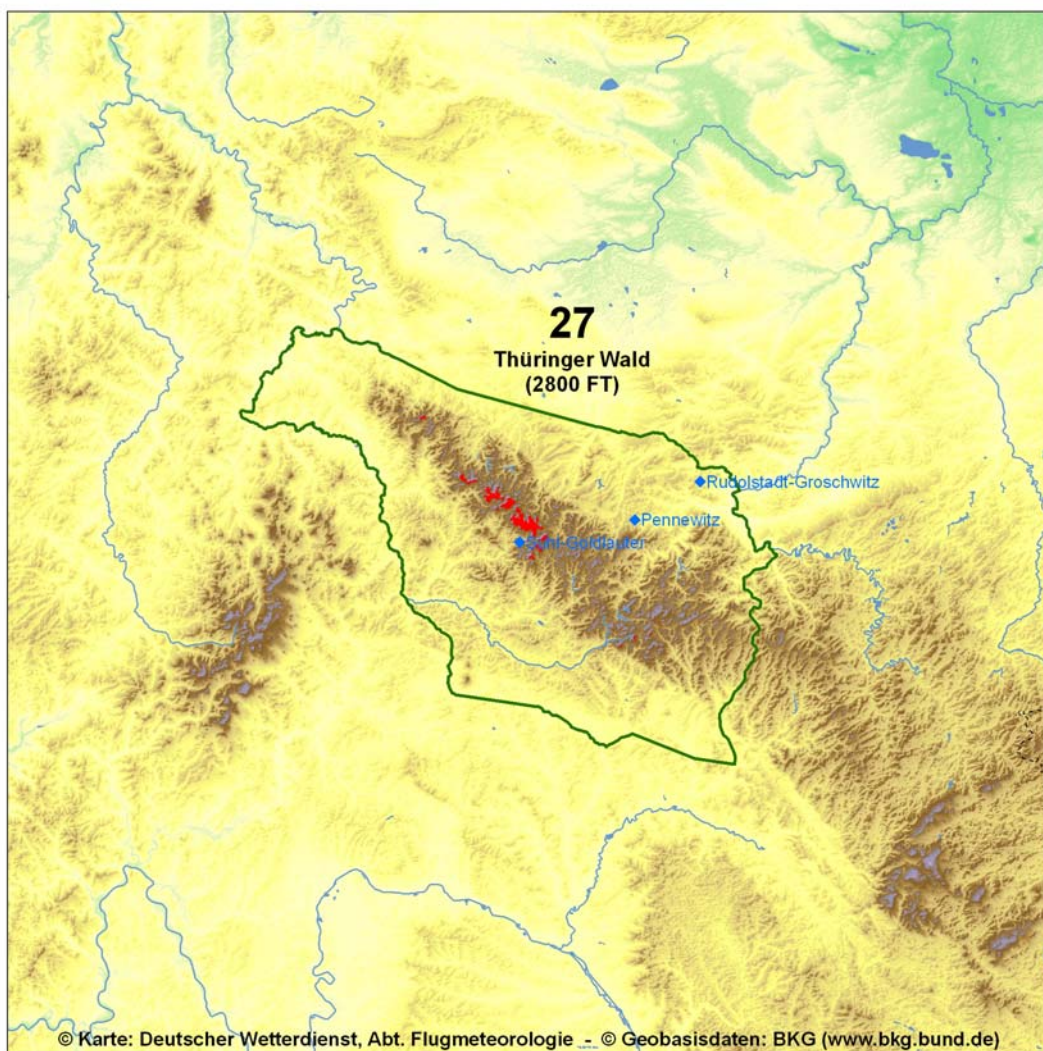 27
Thüringer Wald
(2800 FT)
Rudolstadt-Groschwitz
Pennewitz
Suhl-Goldlauter
© Karte: Deutscher Wetterdienst, Abt. Flugmeteorologie - © Geobasisdaten: BKG (www.bkg.bund.de)